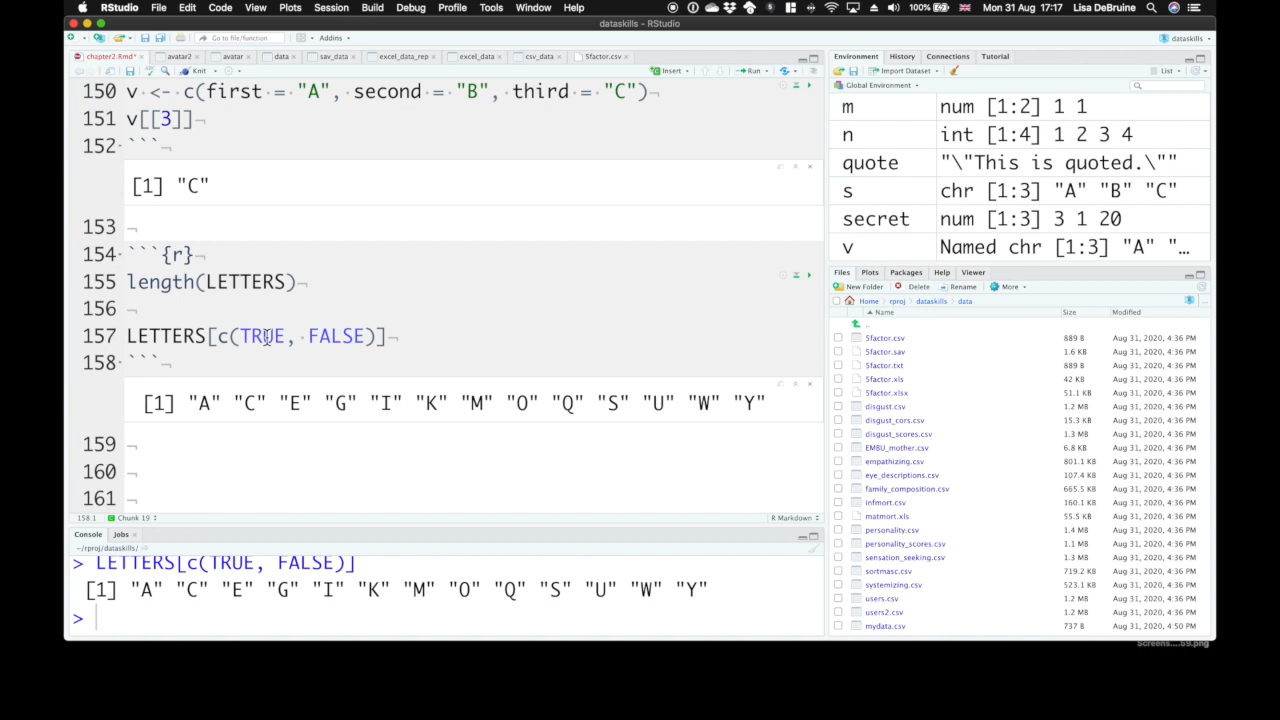 RStudio File Edit Code View Plots Session Build Debug Profile Tools Window Help 100% Mon 31 Aug 17:17 Lisa DeBruine
dataskills — RStudio
Go to file/function Addins dataskills
chapter2.Rmd* avatar2 avatar data sav_data excel_data_rep excel_data csv_data 5factor.csv
Knit Insert Run
150 v <- c(first = "A", second = "B", third = "C")
151 v[[3]]
152 ```
[1] "C"
153
154 ```{r}
155 length(LETTERS)
156
157 LETTERS[c(TRUE, FALSE)]
158 ```
[1] "A" "C" "E" "G" "I" "K" "M" "O" "Q" "S" "U" "W" "Y"
159
160
161
158:1 Chunk 19 R Markdown
Console Jobs
~/rproj/dataskills/
> LETTERS[c(TRUE, FALSE)]
[1] "A" "C" "E" "G" "I" "K" "M" "O" "Q" "S" "U" "W" "Y"
>
Environment History Connections Tutorial
Import Dataset List
Global Environment
m num [1:2] 1 1
n int [1:4] 1 2 3 4
quote "\"This is quoted.\""
s chr [1:3] "A" "B" "C"
secret num [1:3] 3 1 20
v Named chr [1:3] "A" "…
Files Plots Packages Help Viewer
New Folder Delete Rename More
Home rproj dataskills data
Name Size Modified
..
5factor.csv 889 B Aug 31, 2020, 4:36 PM
5factor.sav 1.6 KB Aug 31, 2020, 4:36 PM
5factor.txt 889 B Aug 31, 2020, 4:36 PM
5factor.xls 42 KB Aug 31, 2020, 4:36 PM
5factor.xlsx 51.1 KB Aug 31, 2020, 4:36 PM
disgust.csv 1.2 MB Aug 31, 2020, 4:36 PM
disgust_cors.csv 15.3 KB Aug 31, 2020, 4:36 PM
disgust_scores.csv 1.3 MB Aug 31, 2020, 4:36 PM
EMBU_mother.csv 6.8 KB Aug 31, 2020, 4:36 PM
empathizing.csv 801.1 KB Aug 31, 2020, 4:36 PM
eye_descriptions.csv 107.4 KB Aug 31, 2020, 4:36 PM
family_composition.csv 665.5 KB Aug 31, 2020, 4:36 PM
infmort.csv 160.1 KB Aug 31, 2020, 4:36 PM
matmort.xls 55.5 KB Aug 31, 2020, 4:36 PM
personality.csv 1.4 MB Aug 31, 2020, 4:36 PM
personality_scores.csv 1.1 MB Aug 31, 2020, 4:36 PM
sensation_seeking.csv 1.3 MB Aug 31, 2020, 4:36 PM
sortmasc.csv 719.2 KB Aug 31, 2020, 4:36 PM
systemizing.csv 523.1 KB Aug 31, 2020, 4:36 PM
users.csv 1.2 MB Aug 31, 2020, 4:36 PM
users2.csv 1.2 MB Aug 31, 2020, 4:36 PM
mydata.csv 737 B Aug 31, 2020, 4:50 PM
Screens....59.png